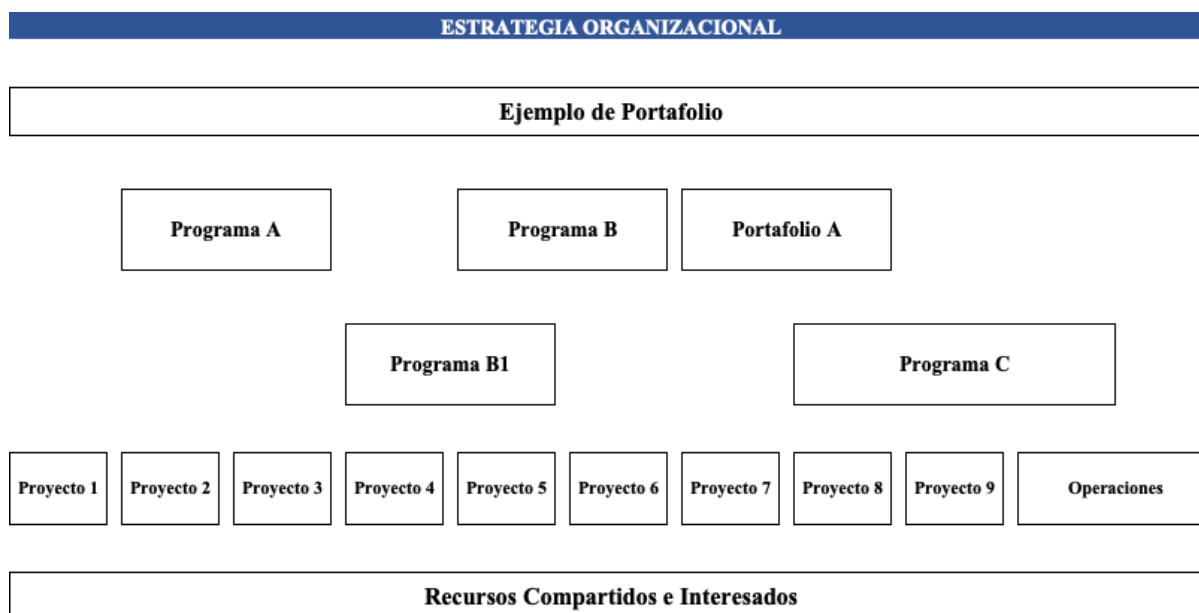 ESTRATEGIA ORGANIZACIONAL
Ejemplo de Portafolio
Programa A
Programa B
Portafolio A
Programa B1
Programa C
Proyecto 1
Proyecto 2
Proyecto 3
Proyecto 4
Proyecto 5
Proyecto 6
Proyecto 7
Proyecto 8
Proyecto 9
Operaciones
Recursos Compartidos e Interesados